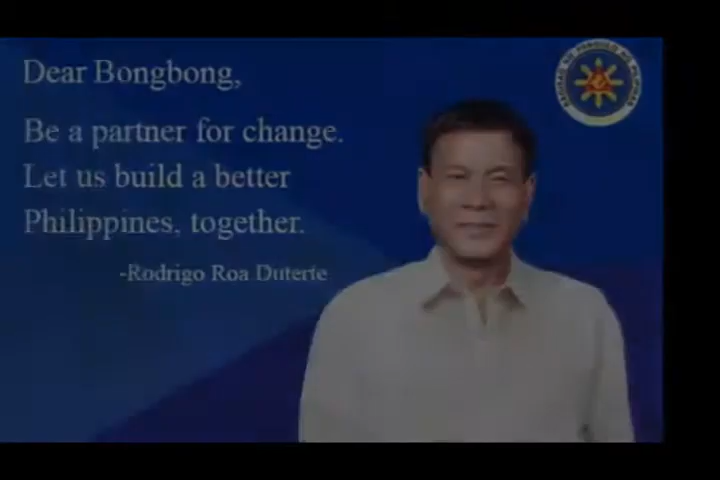 Dear Bongbong,
Be a partner for change.
Let us build a better
Philippines, together.
-Rodrigo Roa Duterte